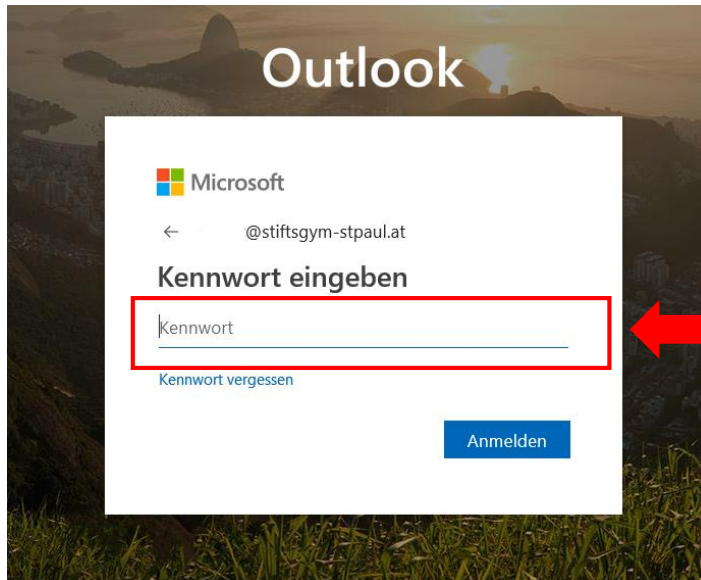 Outlook
Microsoft
← @stiftsgym-stpaul.at
Kennwort eingeben
Kennwort
Kennwort vergessen
Anmelden